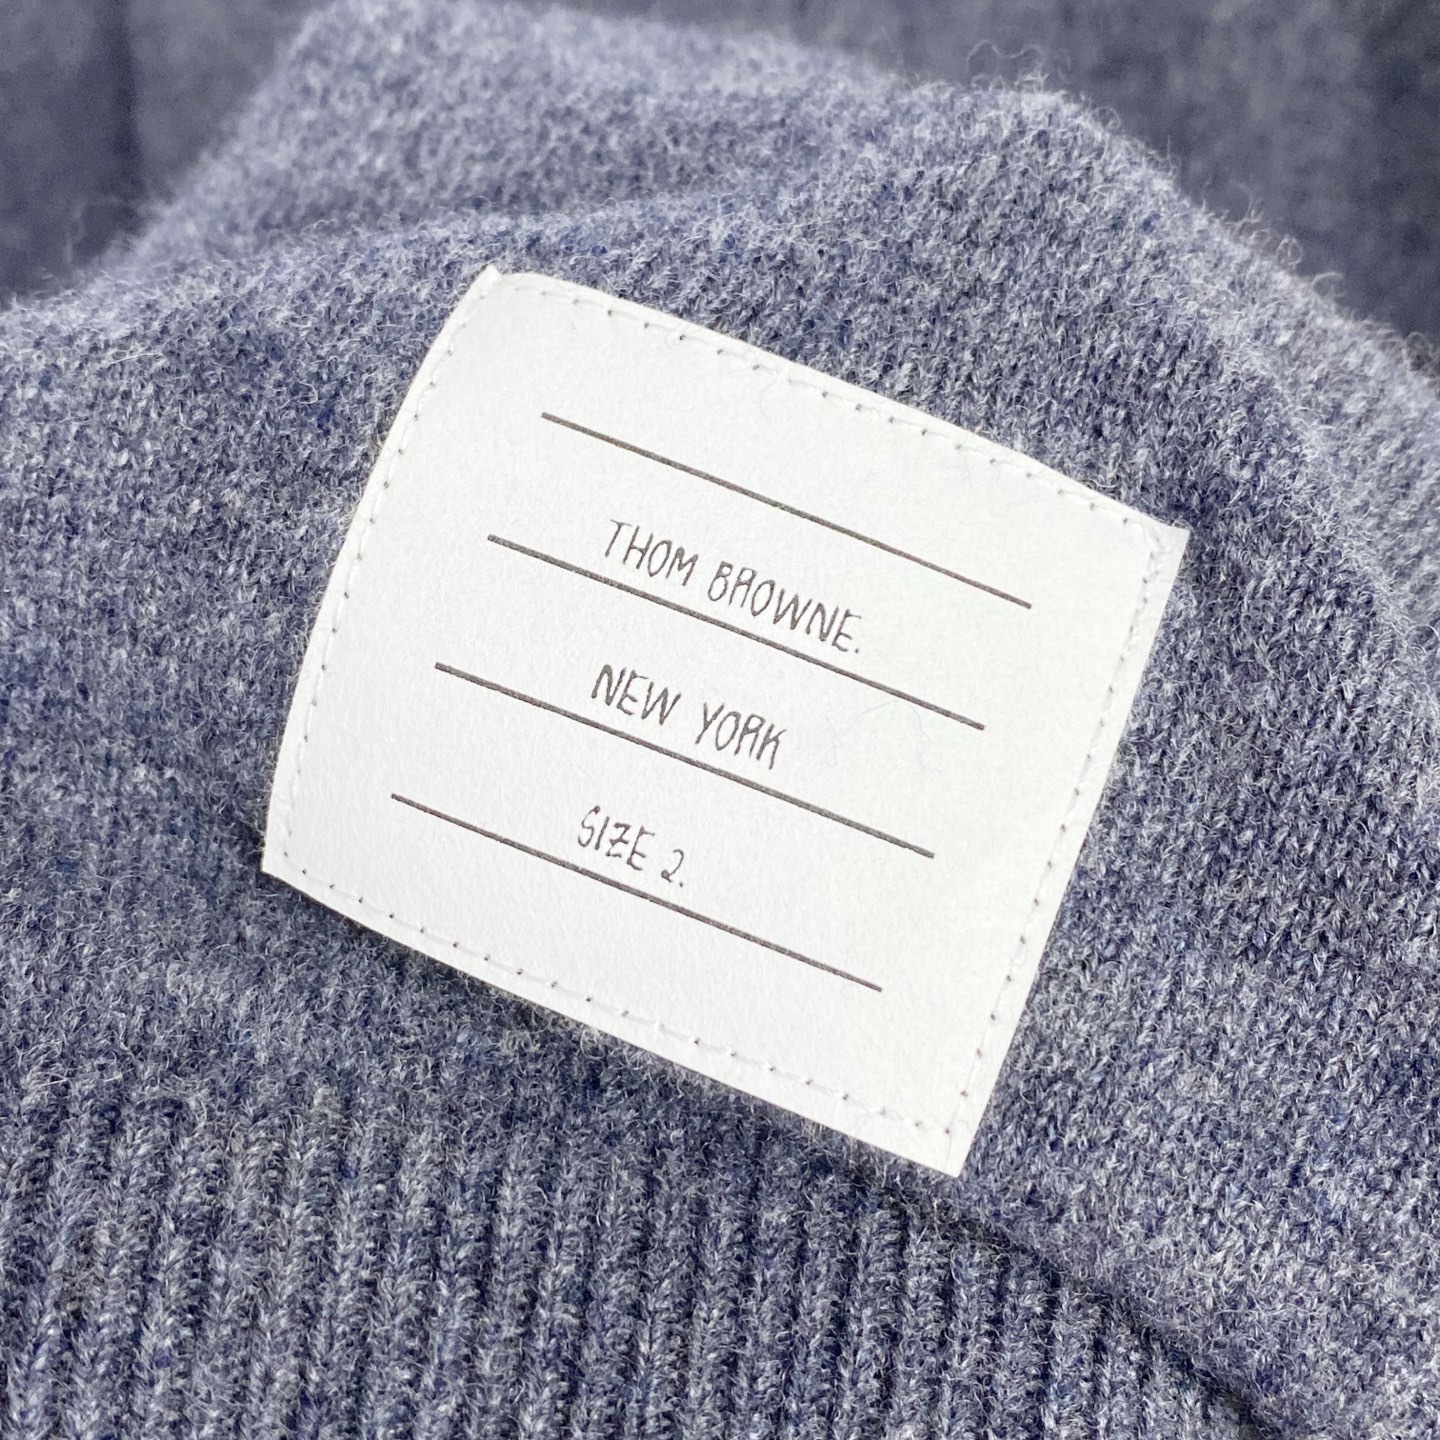 THOM BROWNE.
NEW YORK
SIZE 2.